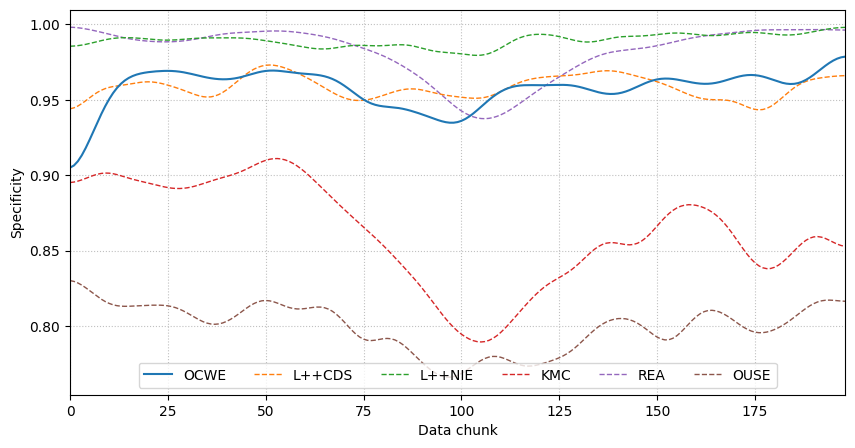 1.00
0.95
0.90
0.85
0.80
Specificity
OCWE L++CDS L++NIE KMC REA OUSE
0 25 50 75 100 125 150 175
Data chunk